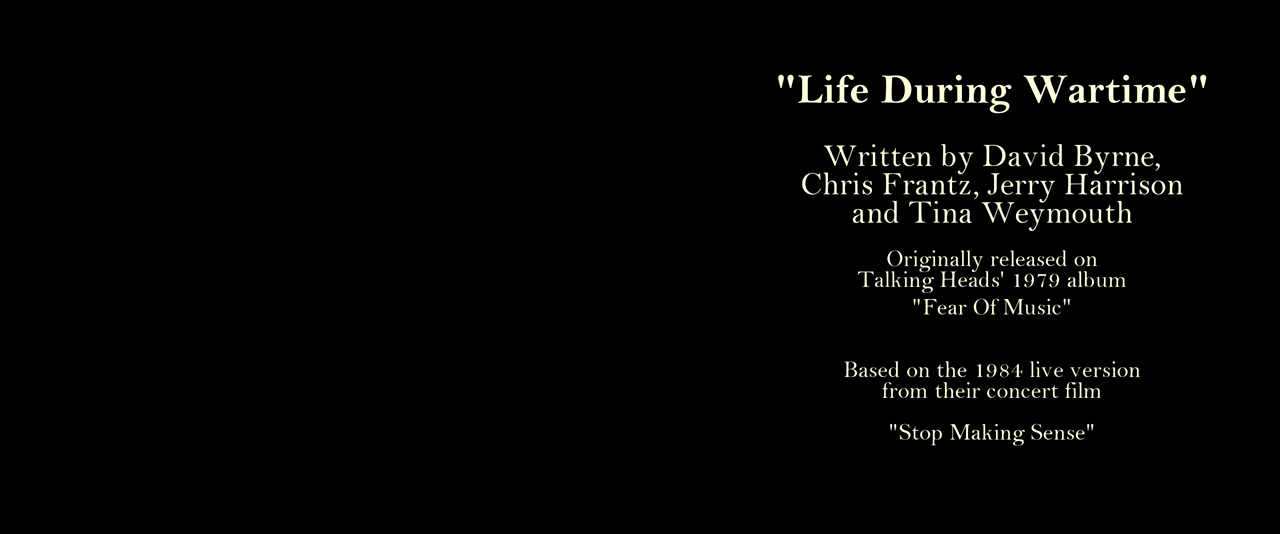 "Life During Wartime"
Written by David Byrne,
Chris Frantz, Jerry Harrison
and Tina Weymouth
Originally released on
Talking Heads' 1979 album
"Fear Of Music"
Based on the 1984 live version
from their concert film
"Stop Making Sense"